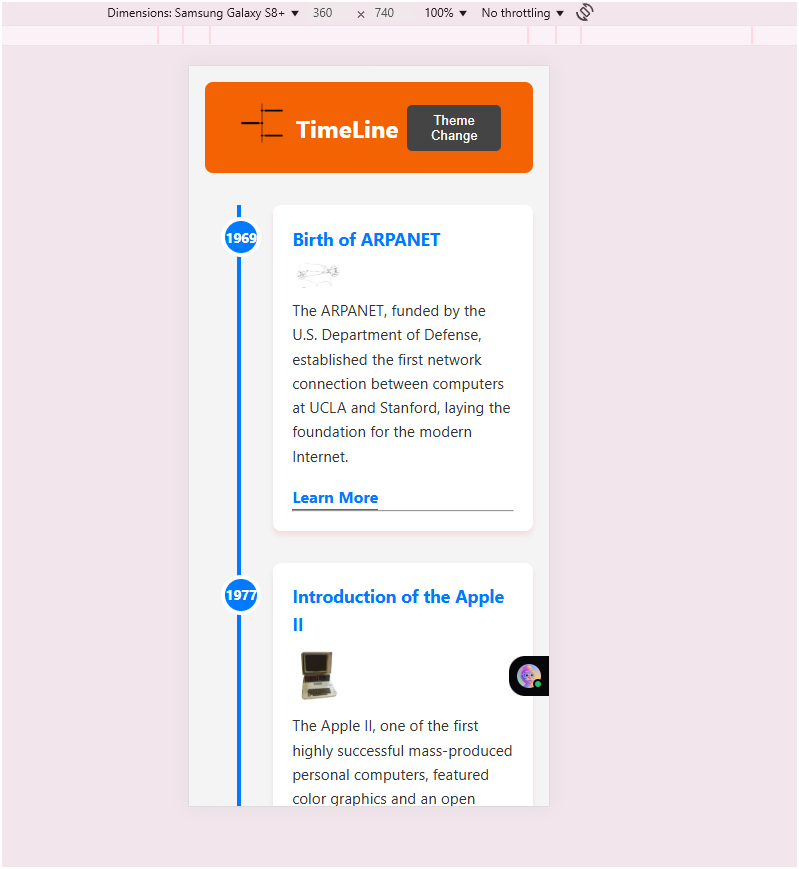 Dimensions: Samsung Galaxy S8+ ▼ 360 × 740 100% ▼ No throttling ▼
TimeLine
Theme
Change
1969
Birth of ARPANET
The ARPANET, funded by the
U.S. Department of Defense,
established the first network
connection between computers
at UCLA and Stanford, laying the
foundation for the modern
Internet.
Learn More
1977
Introduction of the Apple
II
The Apple II, one of the first
highly successful mass-produced
personal computers, featured
color graphics and an open